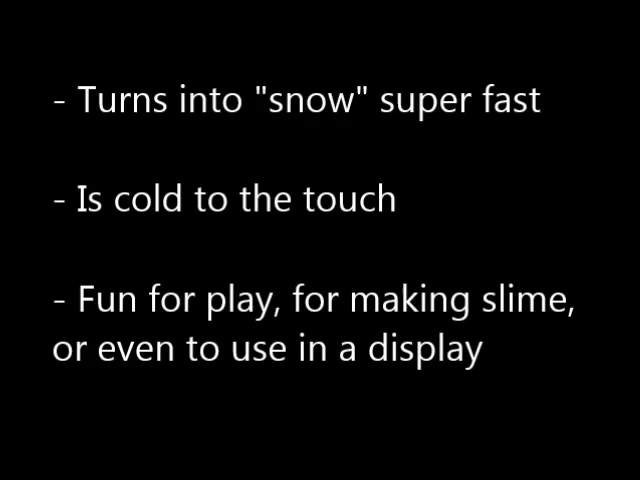 - Turns into "snow" super fast
- Is cold to the touch
- Fun for play, for making slime,
or even to use in a display